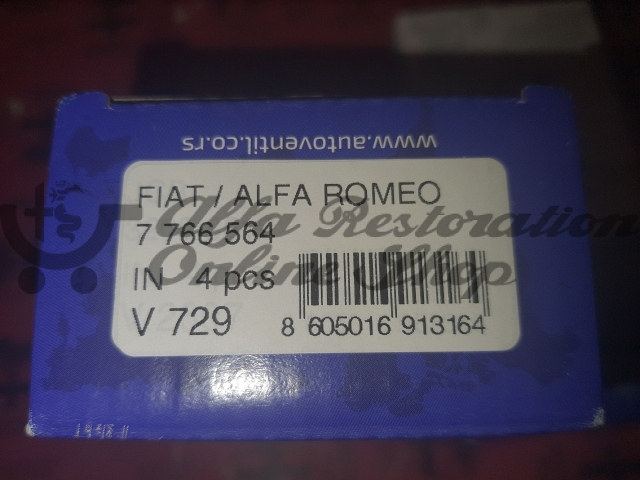 www.autoventil.co.rs
FIAT / ALFA ROMEO
7 766 564
IN 4 pcs
V 729
8 605016 913164
Alfa Restoration
Online Shop